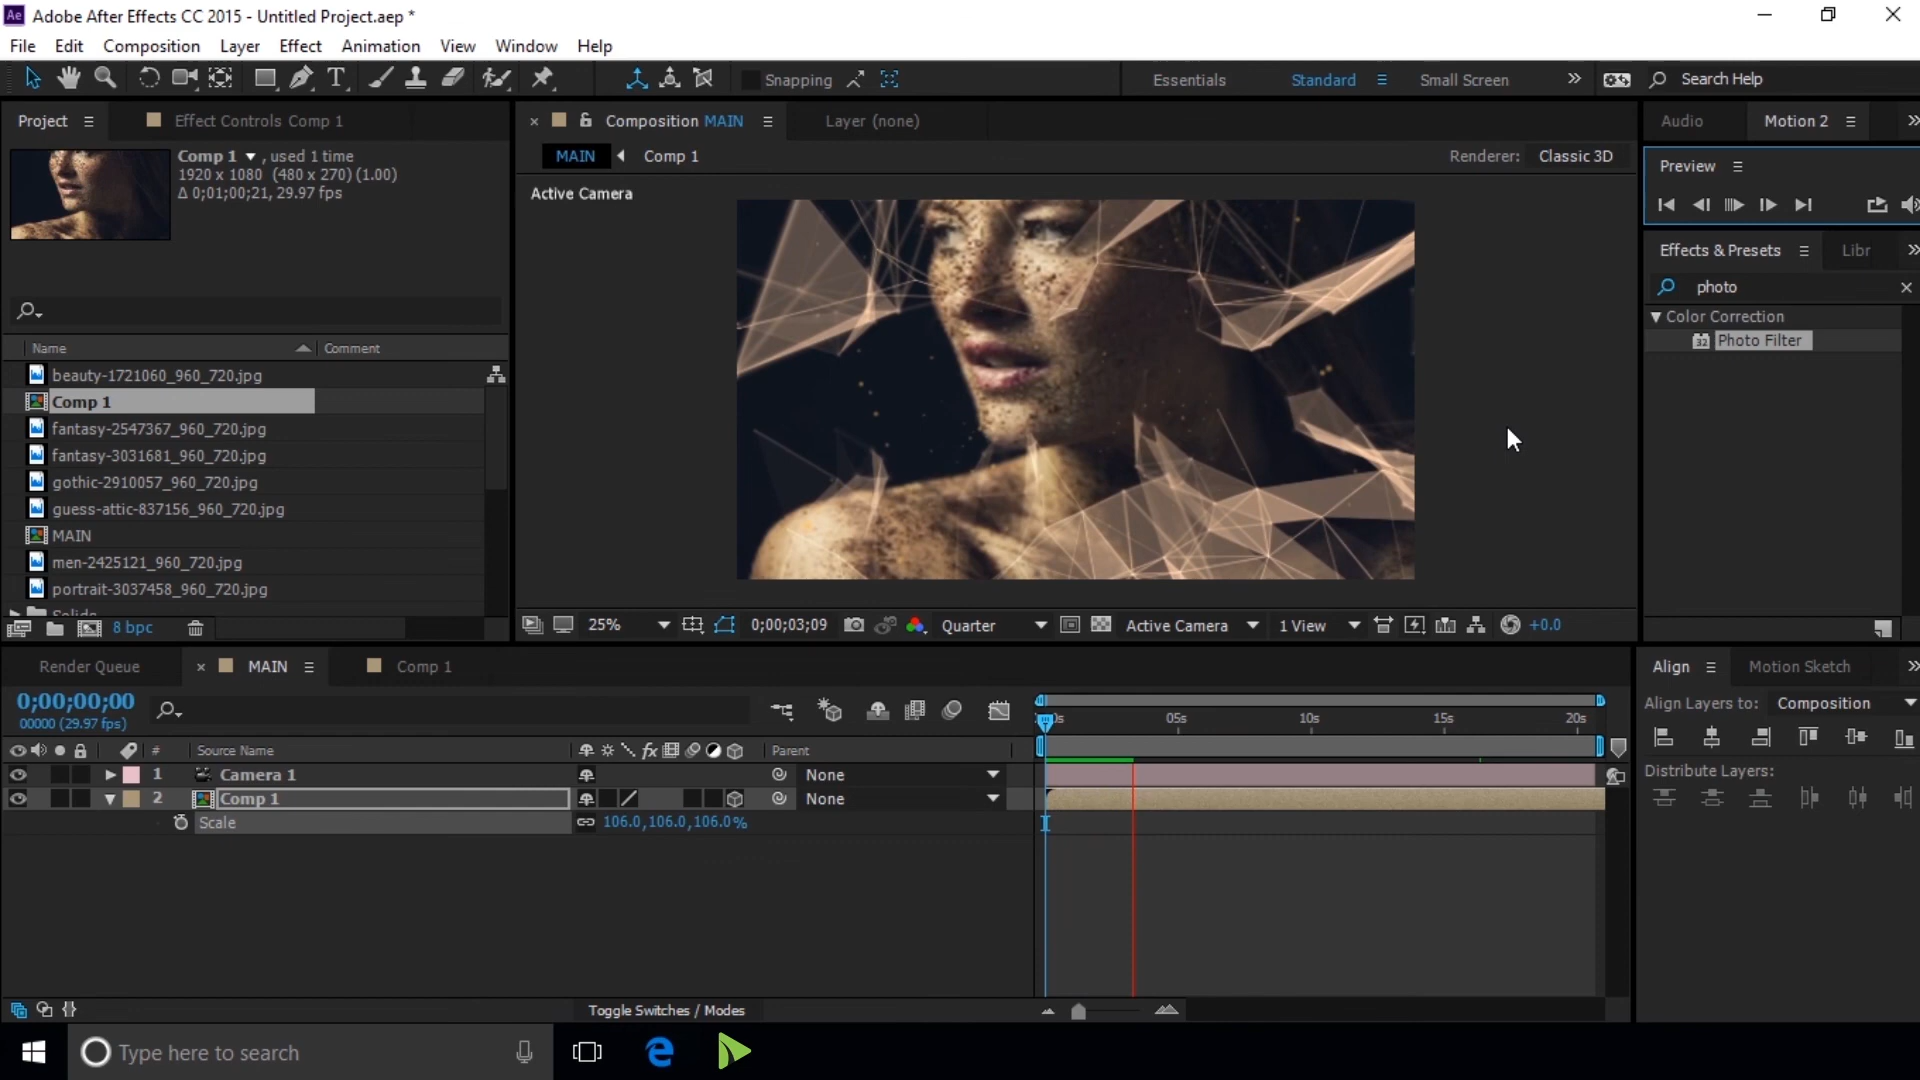 Ae Adobe After Effects CC 2015 - Untitled Project.aep *
File Edit Composition Layer Effect Animation View Window Help
T Snapping Essentials Standard Small Screen Search Help
Project Effect Controls Comp 1
Composition MAIN Layer (none)
Audio Motion 2
Comp 1 , used 1 time
1920 x 1080 (480 x 270) (1.00)
Δ 0;01;00;21, 29.97 fps
MAIN Comp 1 Renderer: Classic 3D
Active Camera
Preview
Effects & Presets Libr
photo
Color Correction
32 Photo Filter
Name Comment
beauty-1721060_960_720.jpg
Comp 1
fantasy-2547367_960_720.jpg
fantasy-3031681_960_720.jpg
gothic-2910057_960_720.jpg
guess-attic-837156_960_720.jpg
MAIN
men-2425121_960_720.jpg
portrait-3037458_960_720.jpg
Solids
8 bpc
25% 0;00;03;09 Quarter Active Camera 1 View +0.0
Render Queue MAIN Comp 1
Align Motion Sketch
0;00;00;00
00000 (29.97 fps)
05s 10s 15s 20s
Align Layers to: Composition
# Source Name fx Parent
1 Camera 1 None
2 Comp 1 None
Scale 106.0,106.0,106.0%
Distribute Layers:
Toggle Switches / Modes
Type here to search